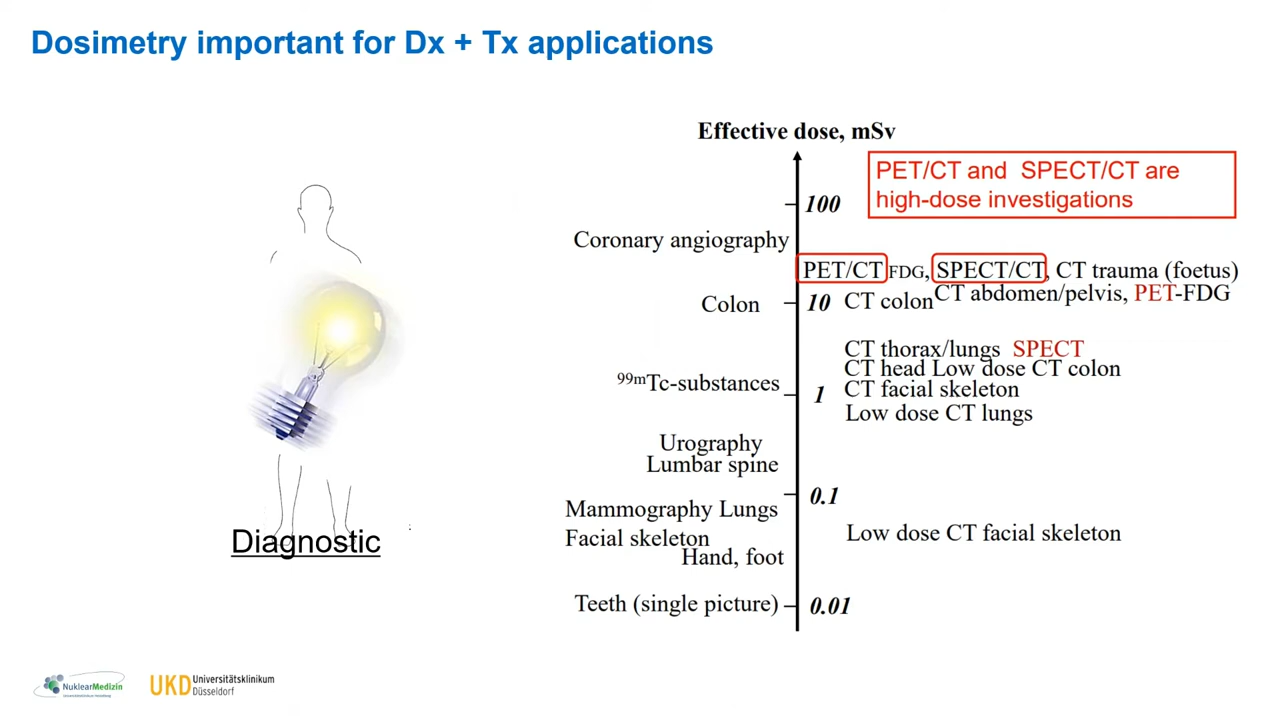 Dosimetry important for Dx + Tx applications
Effective dose, mSv
PET/CT and SPECT/CT are
high-dose investigations
100
Coronary angiography
PET/CT FDG, SPECT/CT, CT trauma (foetus)
Colon
10
CT colon
CT abdomen/pelvis, PET-FDG
CT thorax/lungs SPECT
CT head Low dose CT colon
99mTc-substances
1
CT facial skeleton
Low dose CT lungs
Urography
Lumbar spine
0.1
Mammography Lungs
Facial skeleton
Low dose CT facial skeleton
Hand, foot
Teeth (single picture)
0.01
Diagnostic
NuklearMedizin
UKD Universitätsklinikum
Düsseldorf